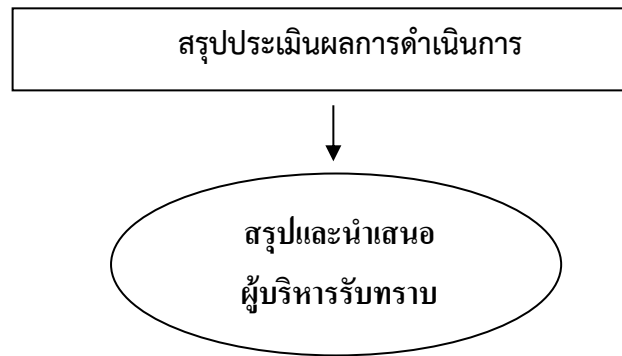 สรุปประเมินผลการดำเนินการ
สรุปและนำเสนอ
ผู้บริหารรับทราบ